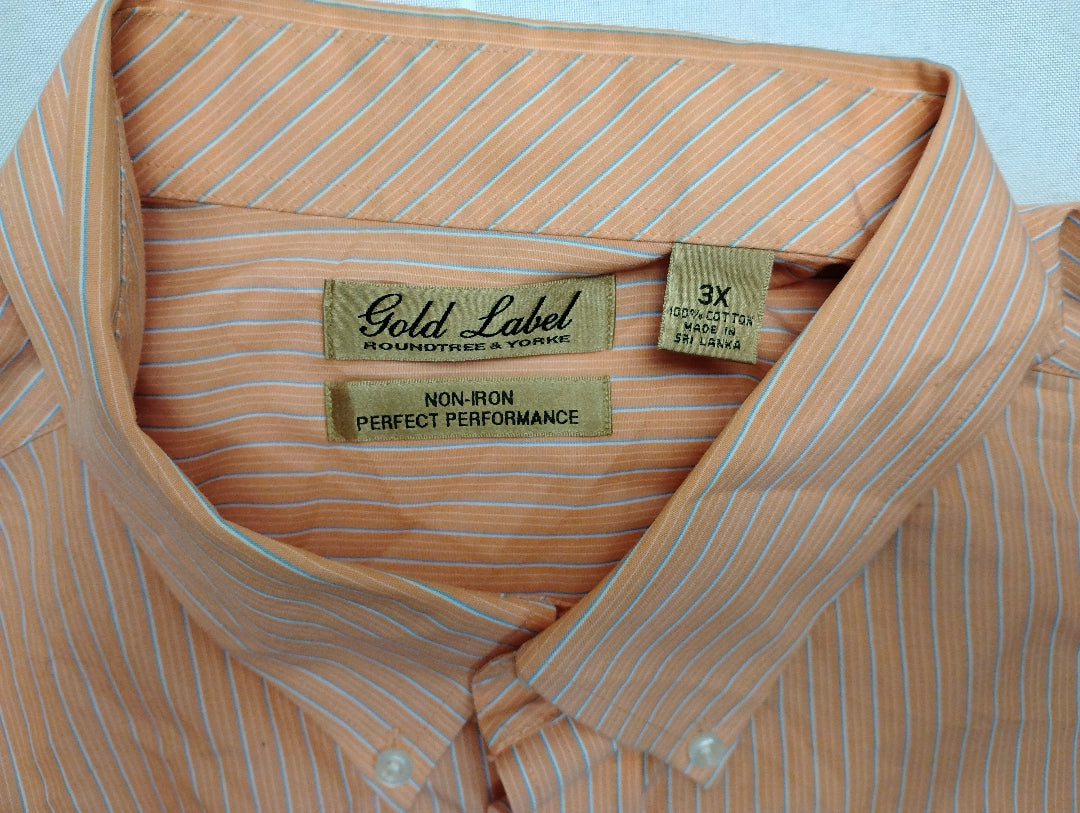 Gold Label
ROUNDTREE & YORKE
NON-IRON
PERFECT PERFORMANCE
3X
100% COTTON
MADE IN
SRI LANKA